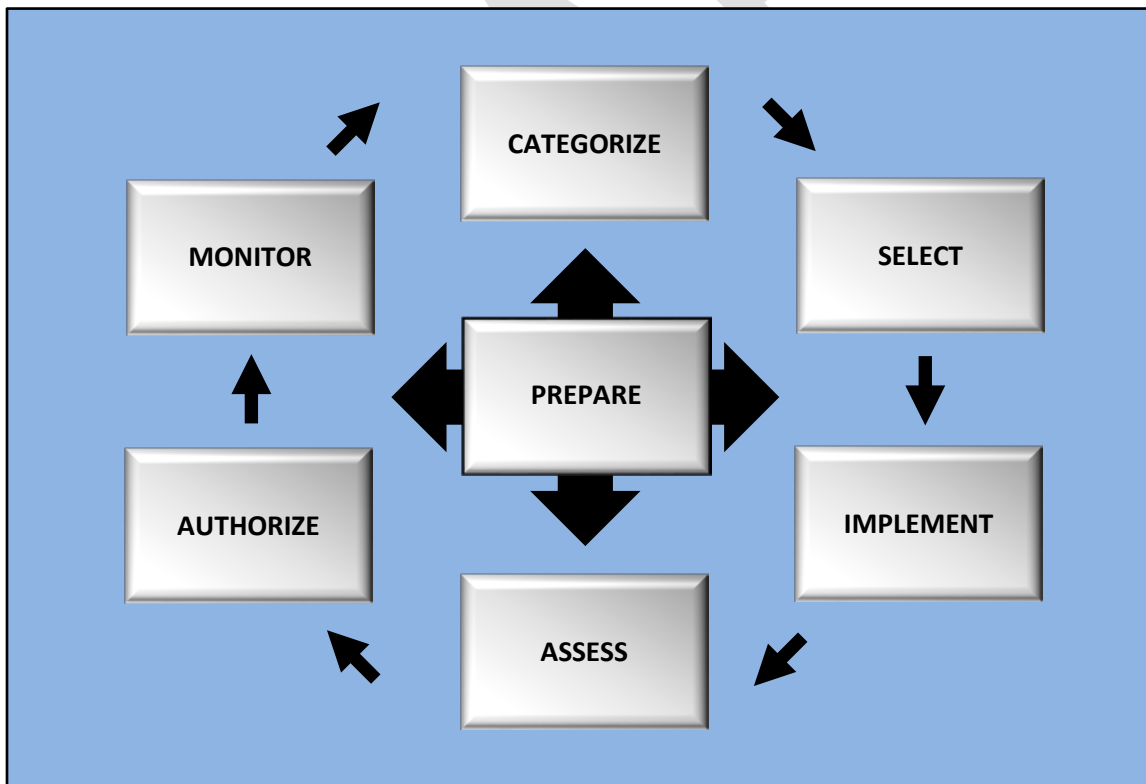 CATEGORIZE
MONITOR
SELECT
PREPARE
AUTHORIZE
IMPLEMENT
ASSESS